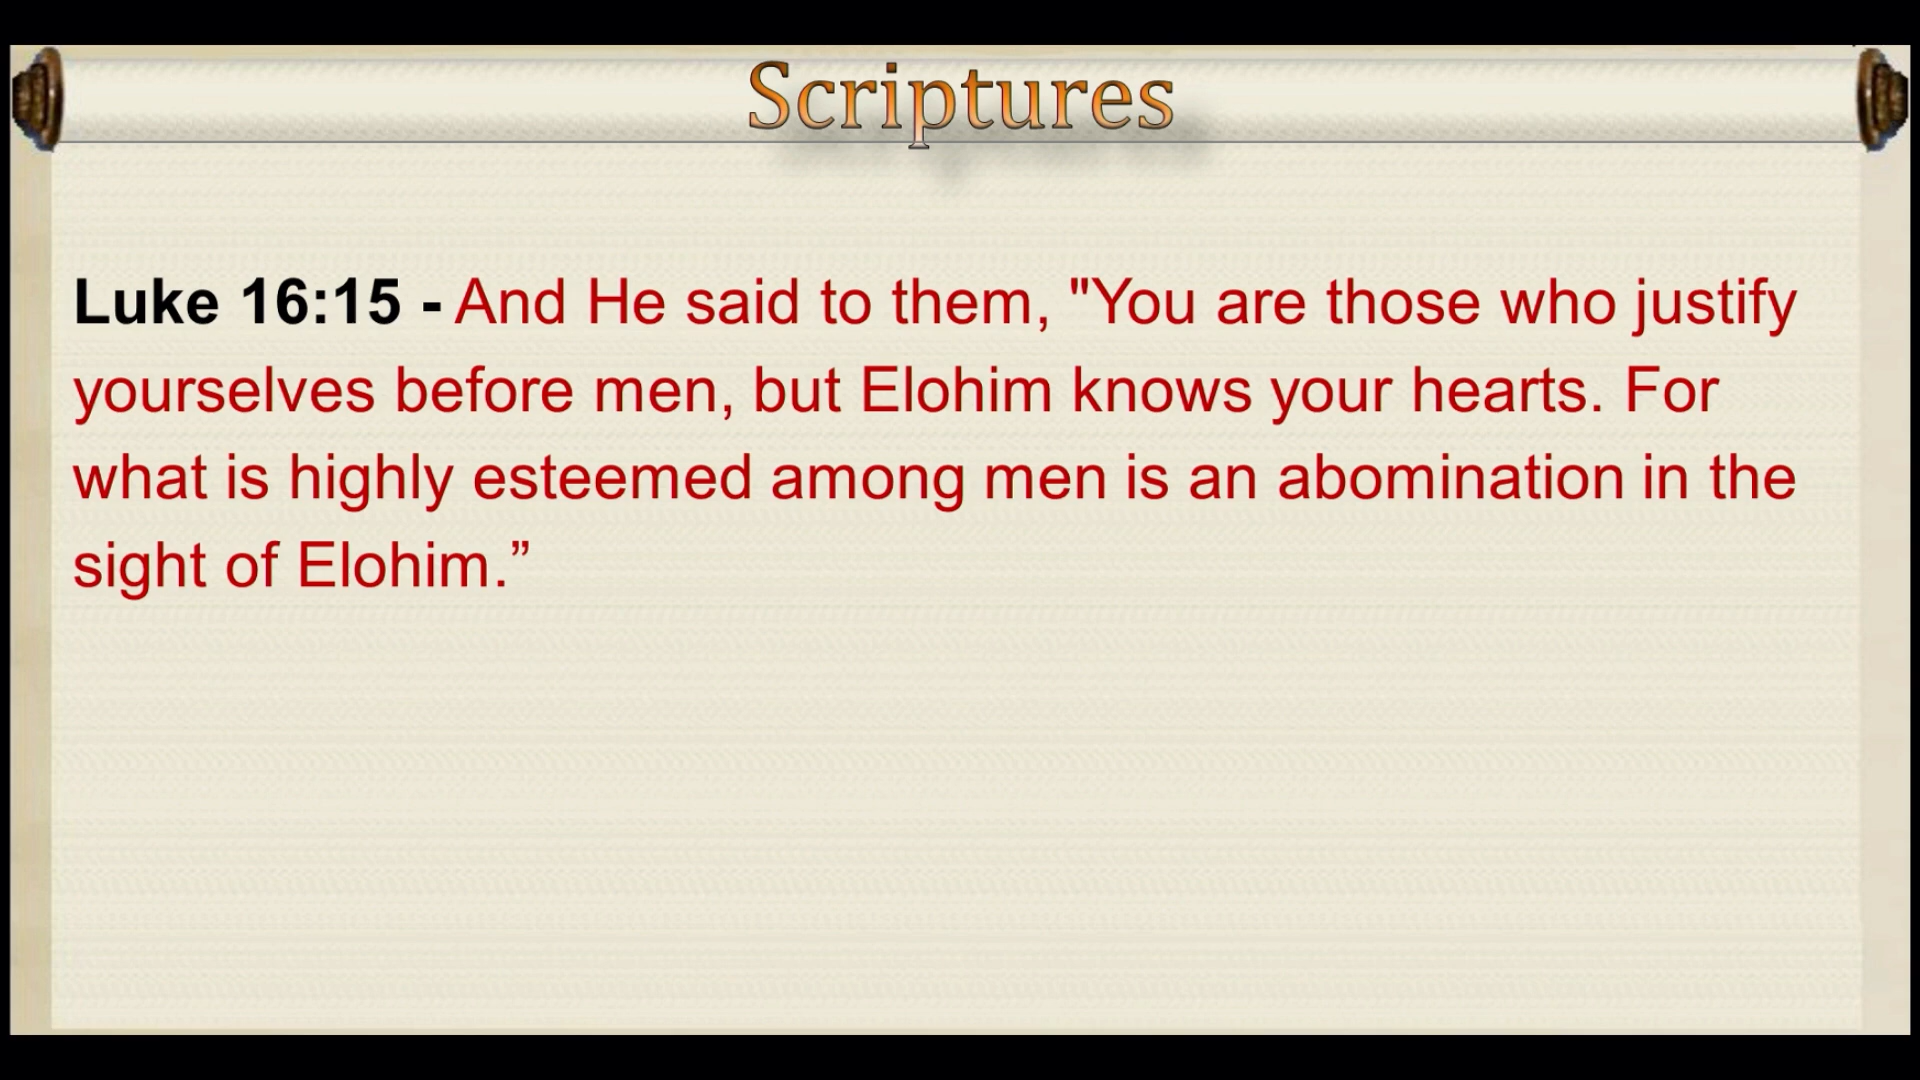 Scriptures
Luke 16:15 - And He said to them, "You are those who justify
yourselves before men, but Elohim knows your hearts. For
what is highly esteemed among men is an abomination in the
sight of Elohim.”